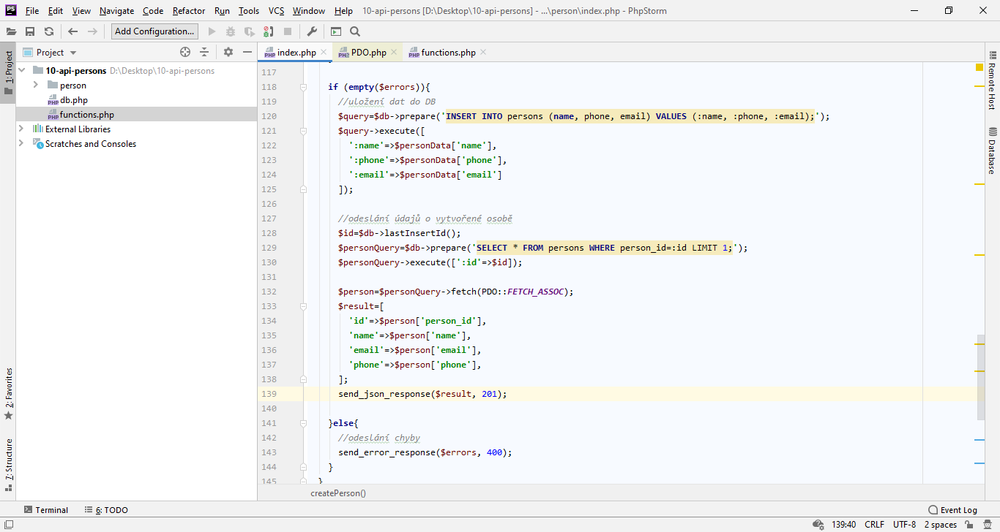 File Edit View Navigate Code Refactor Run Tools VCS Window Help 10-api-persons [D:\Desktop\10-api-persons] - ...\person\index.php - PhpStorm
Add Configuration...
1: Project
Project
index.php PDO.php functions.php
Remote Host
Database
10-api-persons D:\Desktop\10-api-persons
person
db.php
functions.php
External Libraries
Scratches and Consoles
117
118 if (empty($errors)){
119 //uložení dat do DB
120 $query=$db->prepare('INSERT INTO persons (name, phone, email) VALUES (:name, :phone, :email);');
121 $query->execute([
122 ':name'=>$personData['name'],
123 ':phone'=>$personData['phone'],
124 ':email'=>$personData['email']
125 ]);
126
127 //odeslání údajů o vytvořené osobě
128 $id=$db->lastInsertId();
129 $personQuery=$db->prepare('SELECT * FROM persons WHERE person_id=:id LIMIT 1;');
130 $personQuery->execute([':id'=>$id]);
131
132 $person=$personQuery->fetch(PDO::FETCH_ASSOC);
133 $result=[
134 'id'=>$person['person_id'],
135 'name'=>$person['name'],
136 'email'=>$person['email'],
137 'phone'=>$person['phone'],
138 ];
139 send_json_response($result, 201);
140
141 }else{
142 //odeslání chyby
143 send_error_response($errors, 400);
144 }
145 }
createPerson()
2: Favorites
7: Structure
Terminal 6: TODO Event Log
139:40 CRLF UTF-8 2 spaces